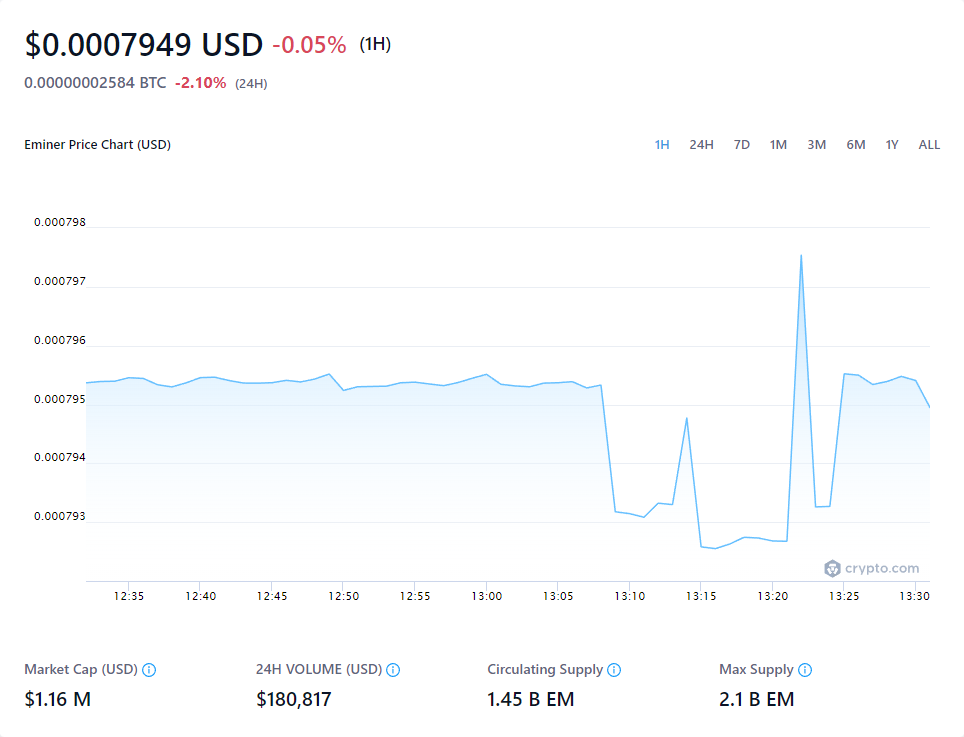 $0.0007949 USD -0.05% (1H)
0.00000002584 BTC -2.10% (24H)
Eminer Price Chart (USD)
1H 24H 7D 1M 3M 6M 1Y ALL
0.000798
0.000797
0.000796
0.000795
0.000794
0.000793
crypto.com
12:35 12:40 12:45 12:50 12:55 13:00 13:05 13:10 13:15 13:20 13:25 13:30
Market Cap (USD) 24H VOLUME (USD) Circulating Supply Max Supply
$1.16 M $180,817 1.45 B EM 2.1 B EM